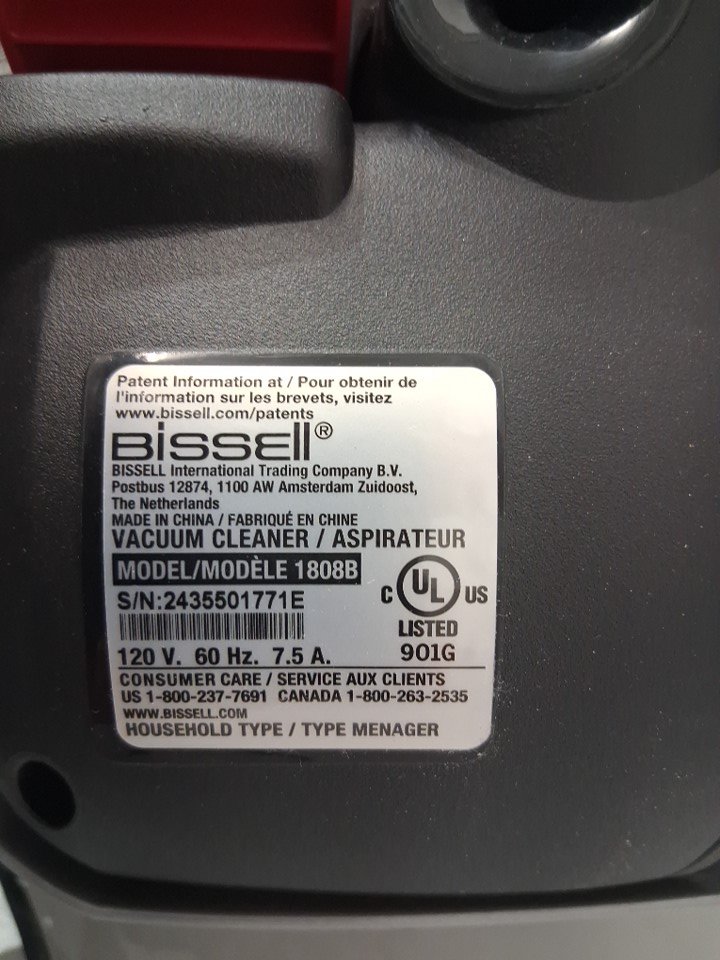 Patent Information at / Pour obtenir de
l'information sur les brevets, visitez
www.bissell.com/patents
BISSELL®
BISSELL International Trading Company B.V.
Postbus 12874, 1100 AW Amsterdam Zuidoost,
The Netherlands
MADE IN CHINA / FABRIQUÉ EN CHINE
VACUUM CLEANER / ASPIRATEUR
MODEL/MODÈLE 1808B
S/N:2435501771E
C UL US
LISTED
901G
120 V. 60 Hz. 7.5 A.
CONSUMER CARE / SERVICE AUX CLIENTS
US 1-800-237-7691 CANADA 1-800-263-2535
WWW.BISSELL.COM
HOUSEHOLD TYPE / TYPE MENAGER